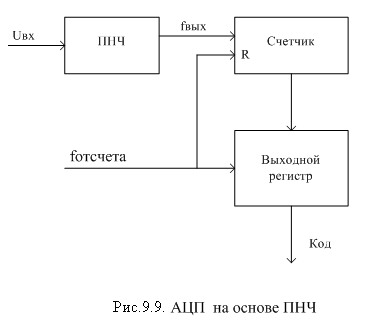 Uвх
ПНЧ
fвых
Счетчик
R
fотсчета
Выходной
регистр
Код
Рис.9.9. АЦП на основе ПНЧ